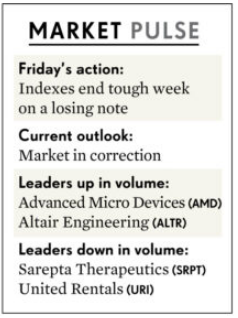 MARKET PULSE
Friday's action:
Indexes end tough week
on a losing note
Current outlook:
Market in correction
Leaders up in volume:
Advanced Micro Devices (AMD)
Altair Engineering (ALTR)
Leaders down in volume:
Sarepta Therapeutics (SRPT)
United Rentals (URI)